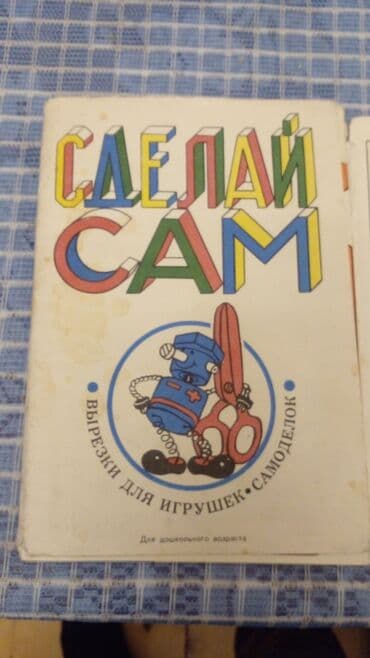 СДЕЛАЙ
САМ
• ВЫРЕЗКИ ДЛЯ ИГРУШЕК • САМОДЕЛОК •
Для дошкольного возраста